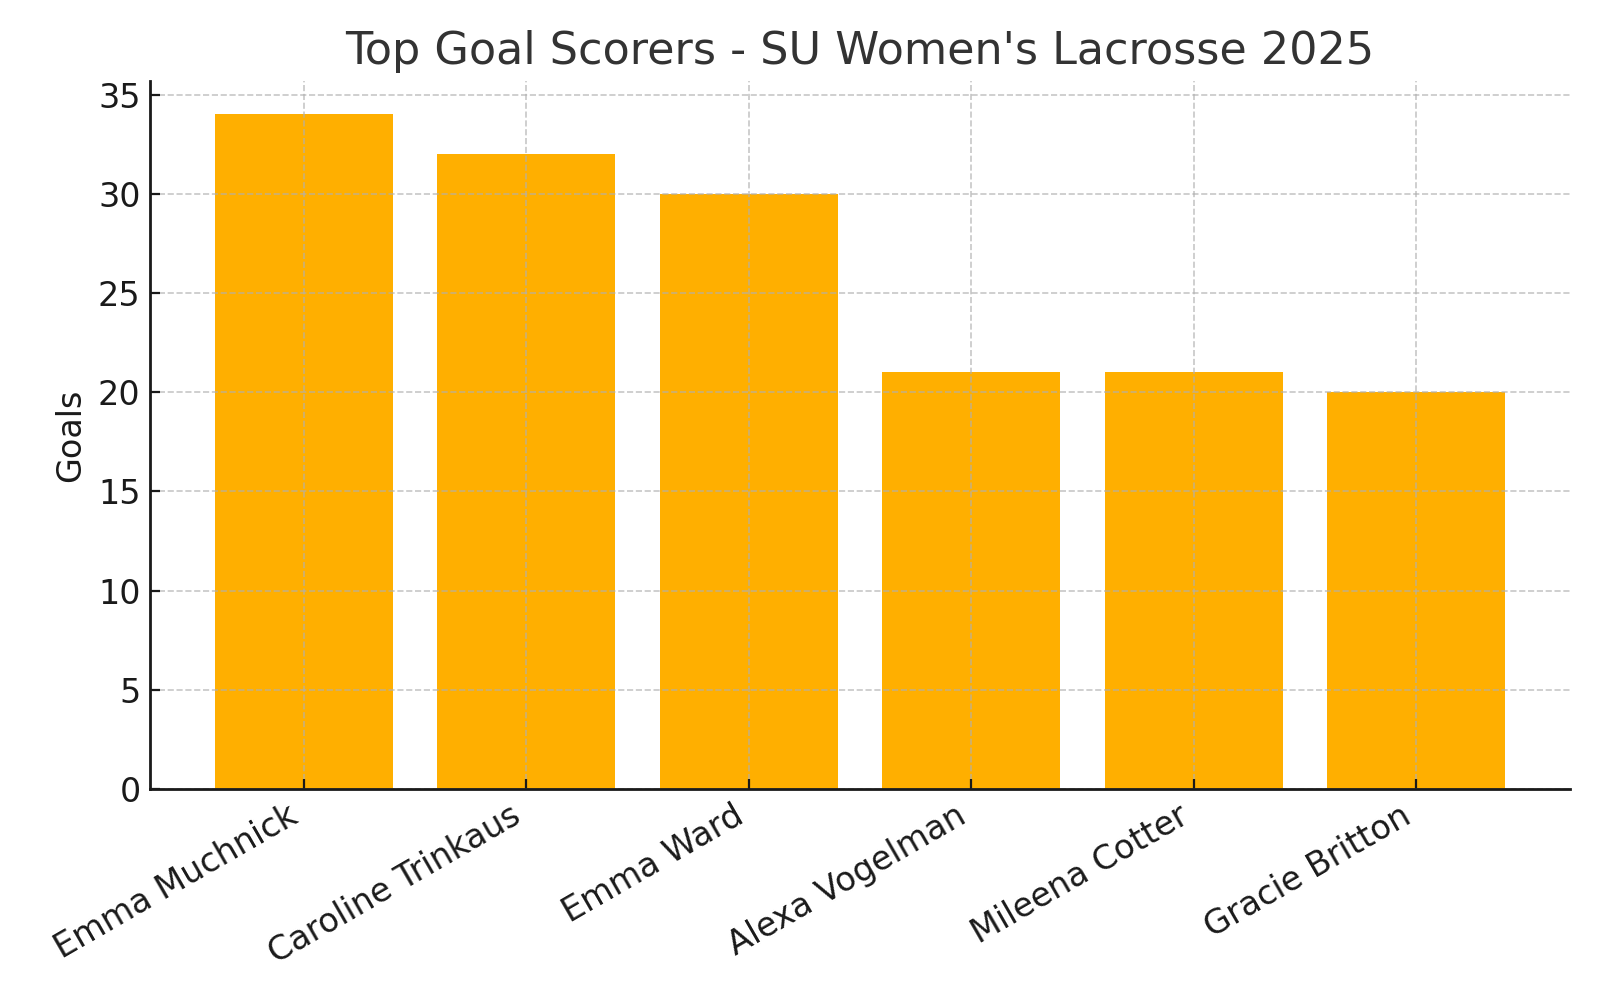 Top Goal Scorers - SU Women's Lacrosse 2025
35
30
25
20
15
10
5
0
Goals
Emma Muchnick
Caroline Trinkaus
Emma Ward
Alexa Vogelman
Mileena Cotter
Gracie Britton